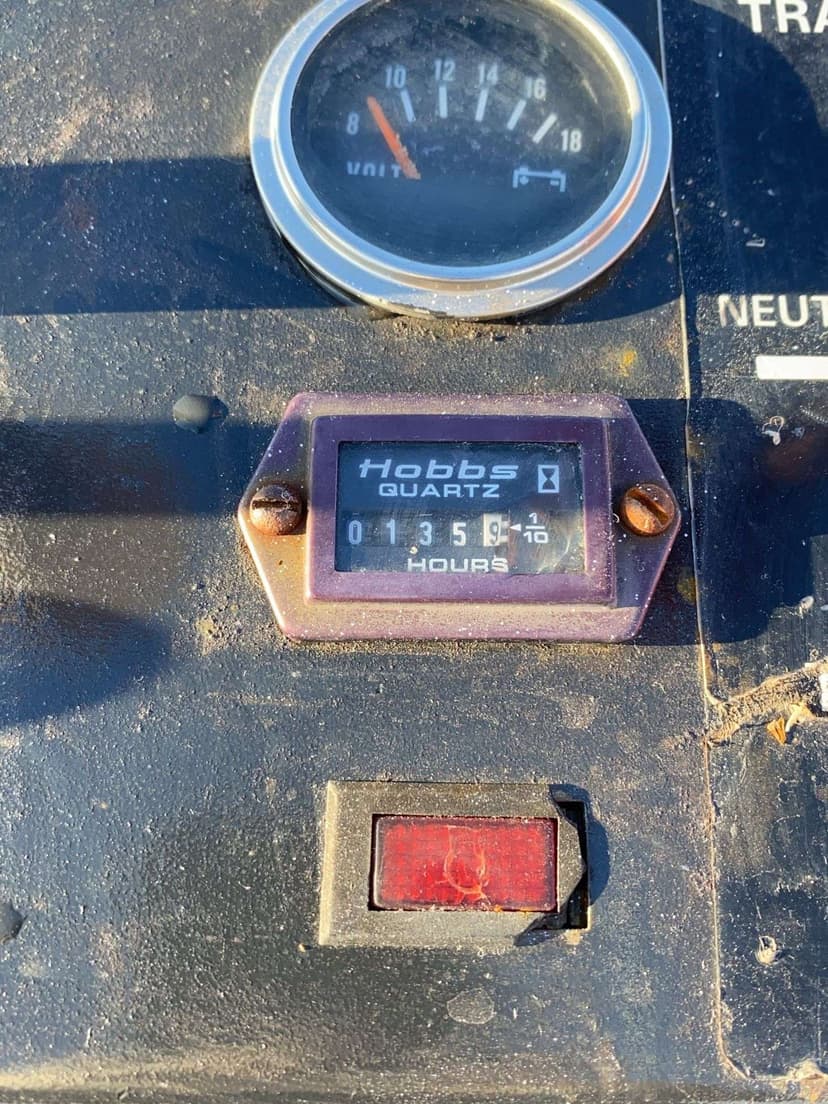 TRA
8 10 12 14 16 18
VOLT
NEUT
Hobbs
QUARTZ
0 1 3 5 9 1/10
HOURS